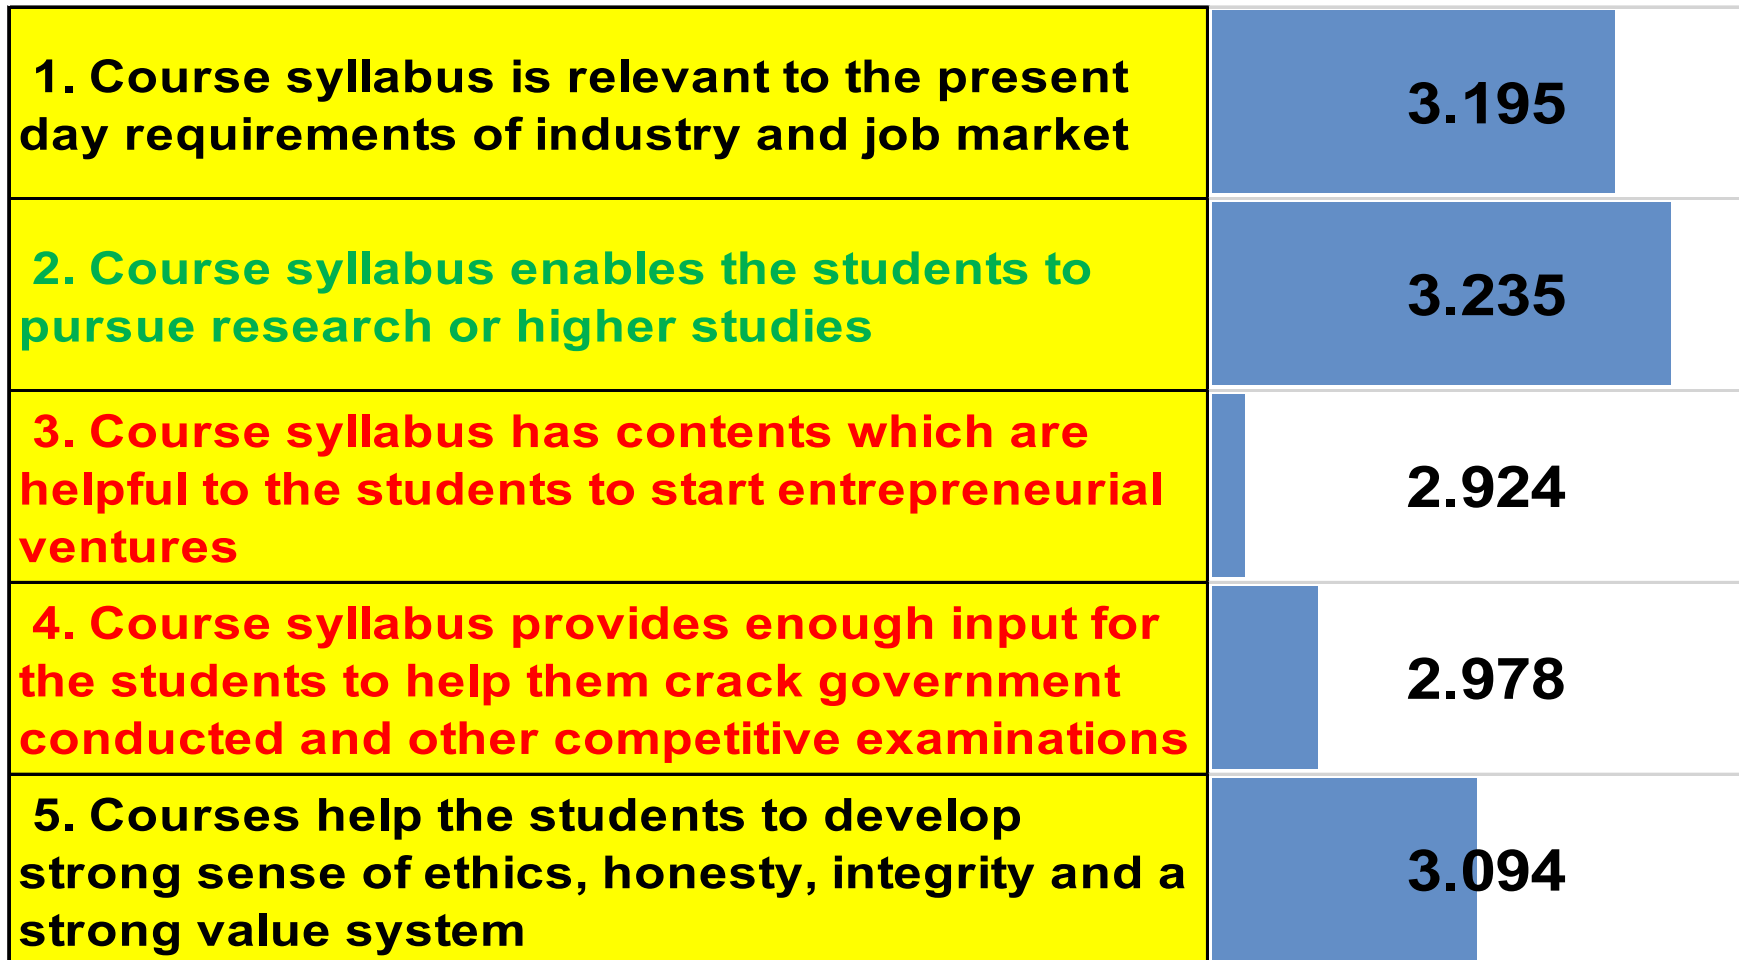 1. Course syllabus is relevant to the present
day requirements of industry and job market
3.195
2. Course syllabus enables the students to
pursue research or higher studies
3.235
3. Course syllabus has contents which are
helpful to the students to start entrepreneurial
ventures
2.924
4. Course syllabus provides enough input for
the students to help them crack government
conducted and other competitive examinations
2.978
5. Courses help the students to develop
strong sense of ethics, honesty, integrity and a
strong value system
3.094